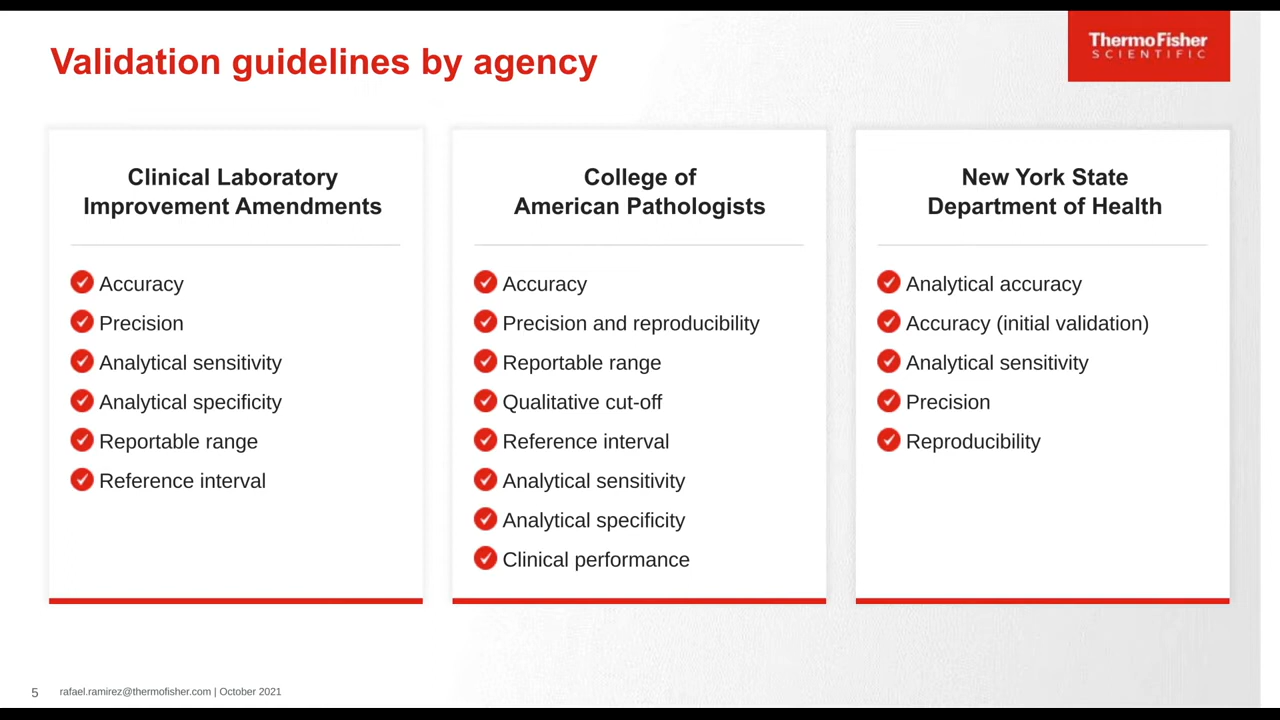 Validation guidelines by agency
ThermoFisher
SCIENTIFIC
Clinical Laboratory
Improvement Amendments
Accuracy
Precision
Analytical sensitivity
Analytical specificity
Reportable range
Reference interval
College of
American Pathologists
Accuracy
Precision and reproducibility
Reportable range
Qualitative cut-off
Reference interval
Analytical sensitivity
Analytical specificity
Clinical performance
New York State
Department of Health
Analytical accuracy
Accuracy (initial validation)
Analytical sensitivity
Precision
Reproducibility
5 rafael.ramirez@thermofisher.com | October 2021